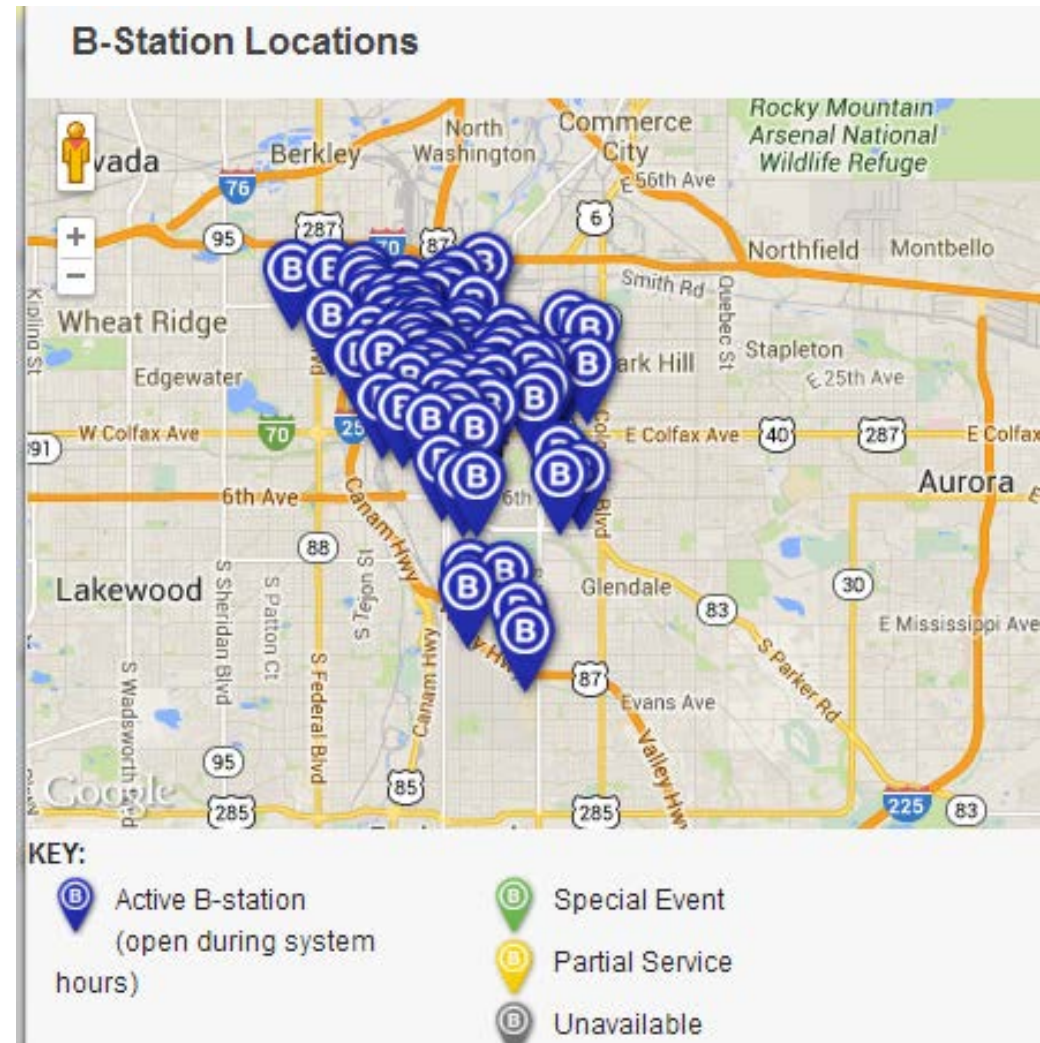 B-Station Locations
Rocky Mountain
Arsenal National
Wildlife Refuge
Commerce
City
North
Washington
Berkley
vada
76
E 56th Ave
6
287
95
70
87
Northfield
Montbello
Smith Rd
Quebec St
Kipling St
Wheat Ridge
Stapleton
ark Hill
Edgewater
E 25th Ave
W Colfax Ave
70
25
E Colfax Ave
40
287
E Colfax
391
Aurora
6th Ave
6th
Blvd
Canam Hwy
88
Lakewood
S Sheridan Blvd
S Patton Ct
S Tejon St
Glendale
30
83
E Mississippi Ave
S Wadsworth
S Federal Blvd
Canam Hwy
87
S Parker Rd
Evans Ave
Valley Hwy
95
85
Google
285
285
225
83
KEY:
B Active B-station
(open during system
hours)
B Special Event
B Partial Service
B Unavailable